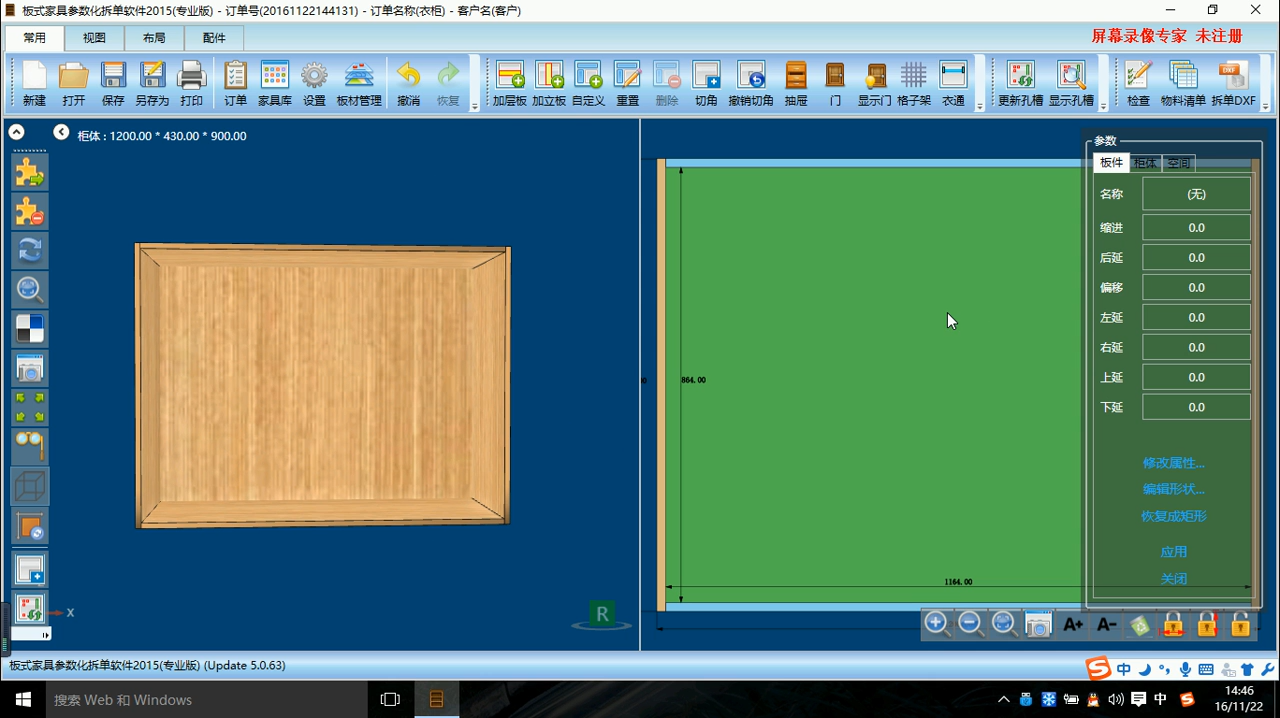 板式家具参数化拆单软件2015(专业版) - 订单号(20161122144131) - 订单名称(衣柜) - 客户名(客户)
常用 视图 布局 配件
屏幕录像专家 未注册
新建 打开 保存 另存为 打印 订单 家具库 设置 板材管理 撤消 恢复 加层板 加立板 自定义 重置 删除 切角 撤销切角 抽屉 门 显示门 格子架 衣通 更新孔槽 显示孔槽 检查 物料清单 拆单DXF
柜体 : 1200.00 * 430.00 * 900.00
参数
板件 柜体 空间
名称 (无)
缩进 0.0
后延 0.0
偏移 0.0
左延 0.0
右延 0.0
上延 0.0
下延 0.0
修改属性...
编辑形状...
恢复成矩形
应用
关闭
864.00
1164.00
X
R
A+ A-
板式家具参数化拆单软件2015(专业版) (Update 5.0.63)
中
搜索 Web 和 Windows
中
14:46
16/11/22